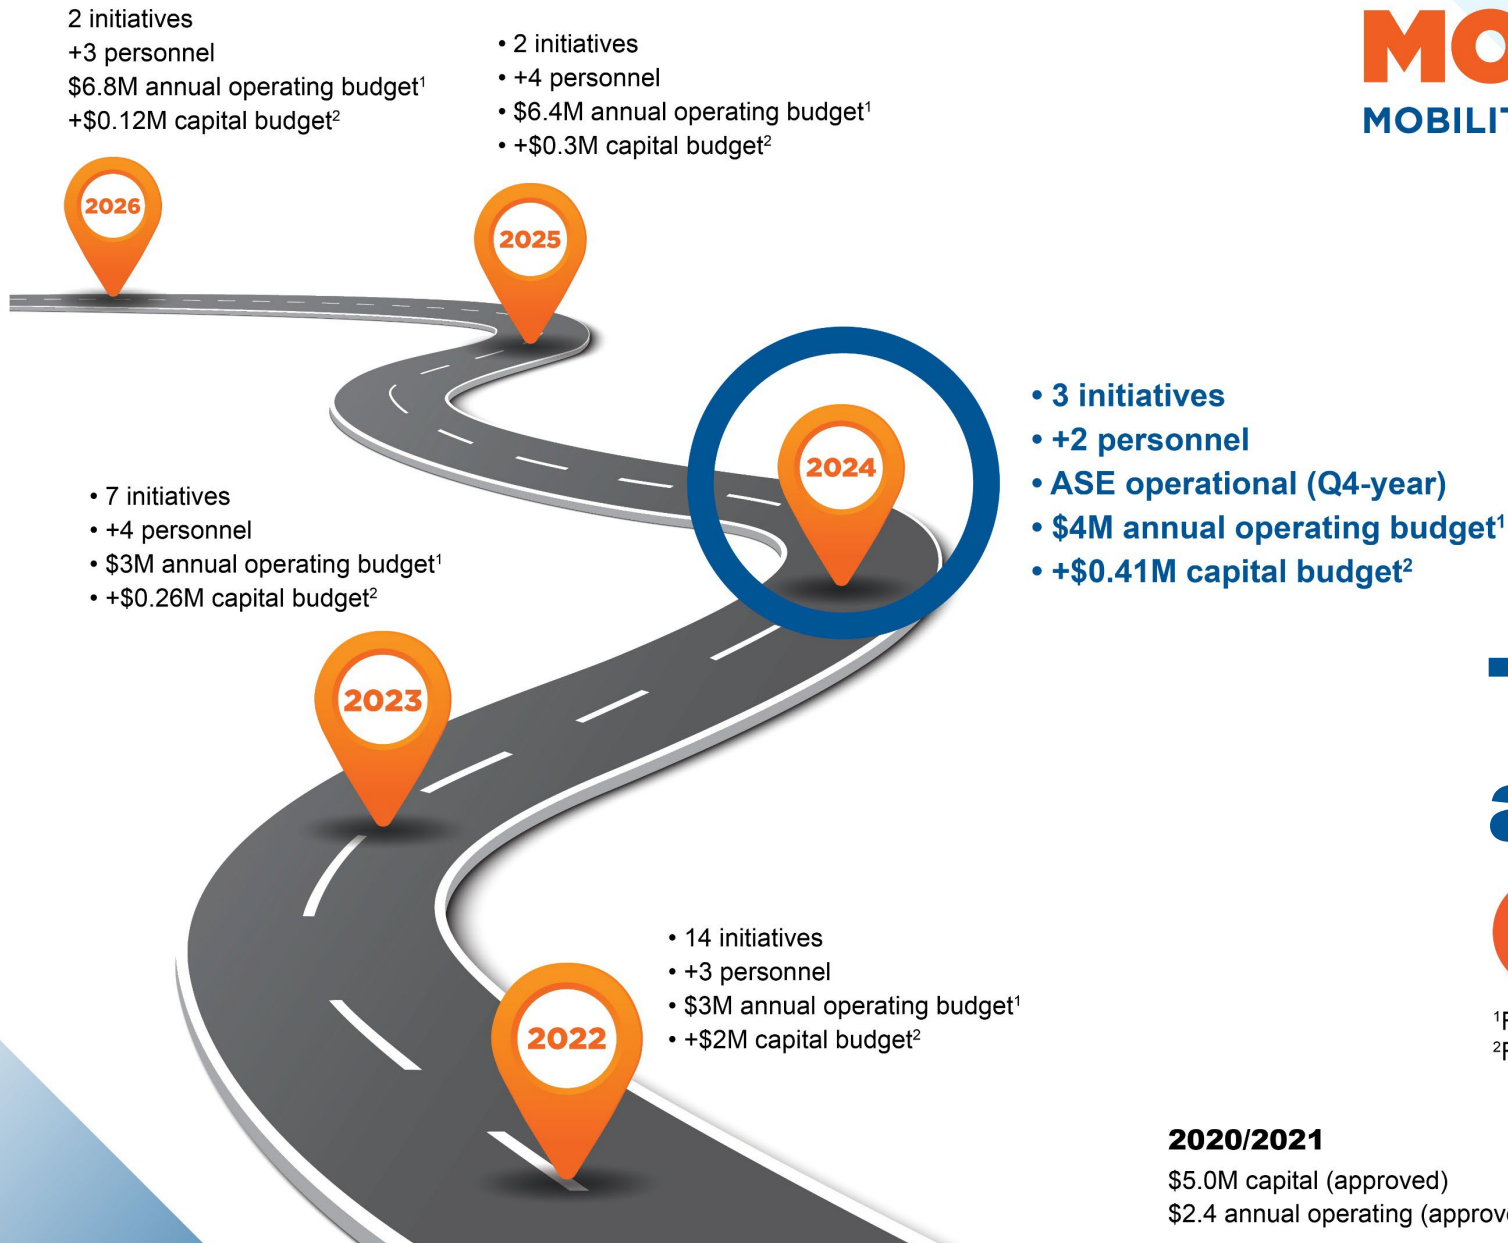 2 initiatives
+3 personnel
$6.8M annual operating budget¹
+$0.12M capital budget²
2026
• 2 initiatives
• +4 personnel
• $6.4M annual operating budget¹
• +$0.3M capital budget²
2025
• 3 initiatives
• +2 personnel
• ASE operational (Q4-year)
• $4M annual operating budget¹
• +$0.41M capital budget²
2024
• 7 initiatives
• +4 personnel
• $3M annual operating budget¹
• +$0.26M capital budget²
2023
• 14 initiatives
• +3 personnel
• $3M annual operating budget¹
• +$2M capital budget²
2022
2020/2021
$5.0M capital (approved)
$2.4 annual operating